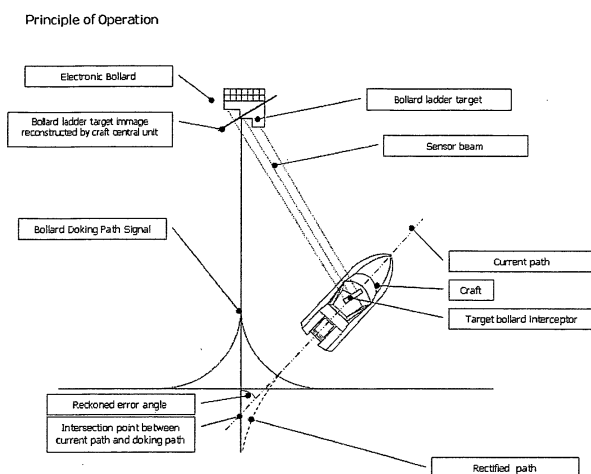 Principle of Operation
Electronic Bollard
Bollard ladder target
Bollard ladder target immage
reconstructed by craft central unit
Sensor beam
Bollard Doking Path Signal
Current path
Craft
Target bollard Interceptor
Reckoned error angle
Intersection point between
current path and doking path
Rectified path